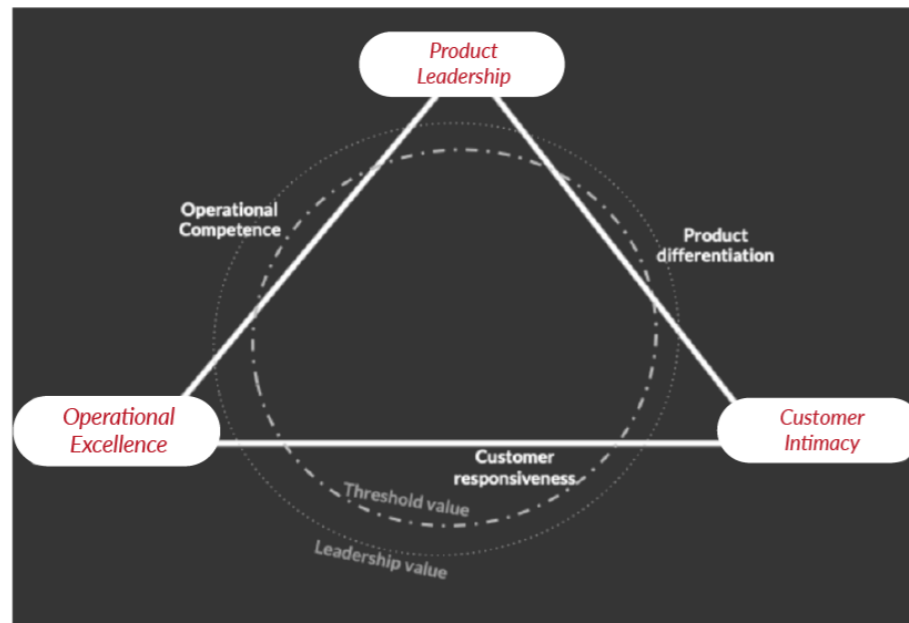 Product
Leadership
Operational
Competence
Product
differentiation
Operational
Excellence
Customer
Intimacy
Customer
responsiveness
Threshold value
Leadership value